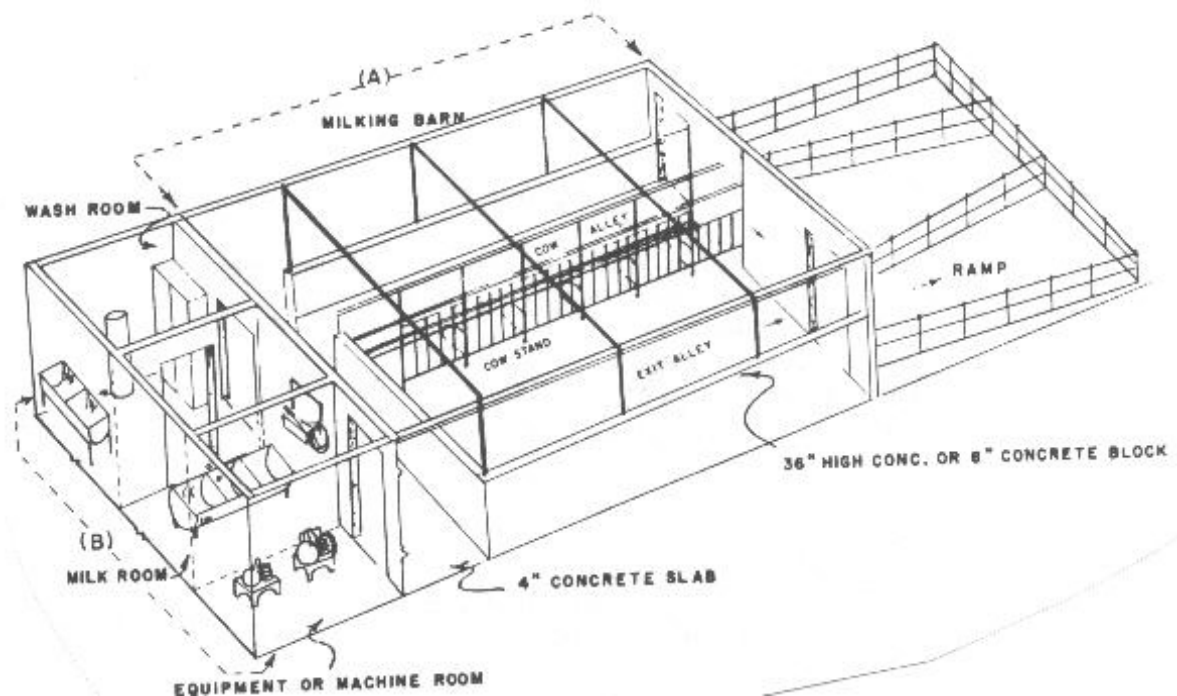 (A)
MILKING BARN
WASH ROOM
COW ALLEY
RAMP
COW STAND
EXIT ALLEY
36" HIGH CONC. OR 8" CONCRETE BLOCK
(B)
MILK ROOM
4" CONCRETE SLAB
EQUIPMENT OR MACHINE ROOM